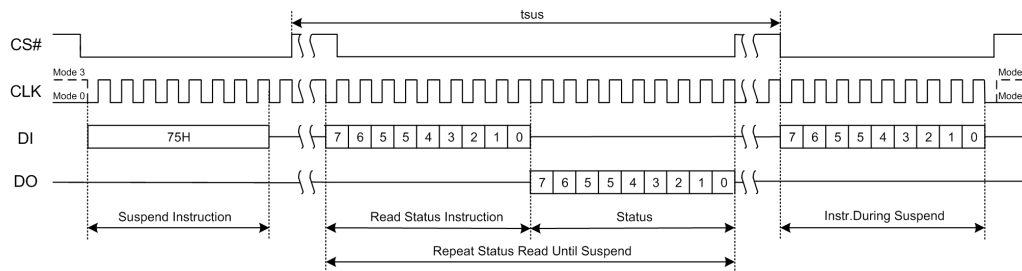 tsus
CS#
Mode 3
Mode
CLK
Mode 0
Mode
DI
75H
7 6 5 5 4 3 2 1 0
7 6 5 5 4 3 2 1 0
DO
7 6 5 5 4 3 2 1 0
Suspend Instruction
Read Status Instruction
Status
Instr.During Suspend
Repeat Status Read Until Suspend